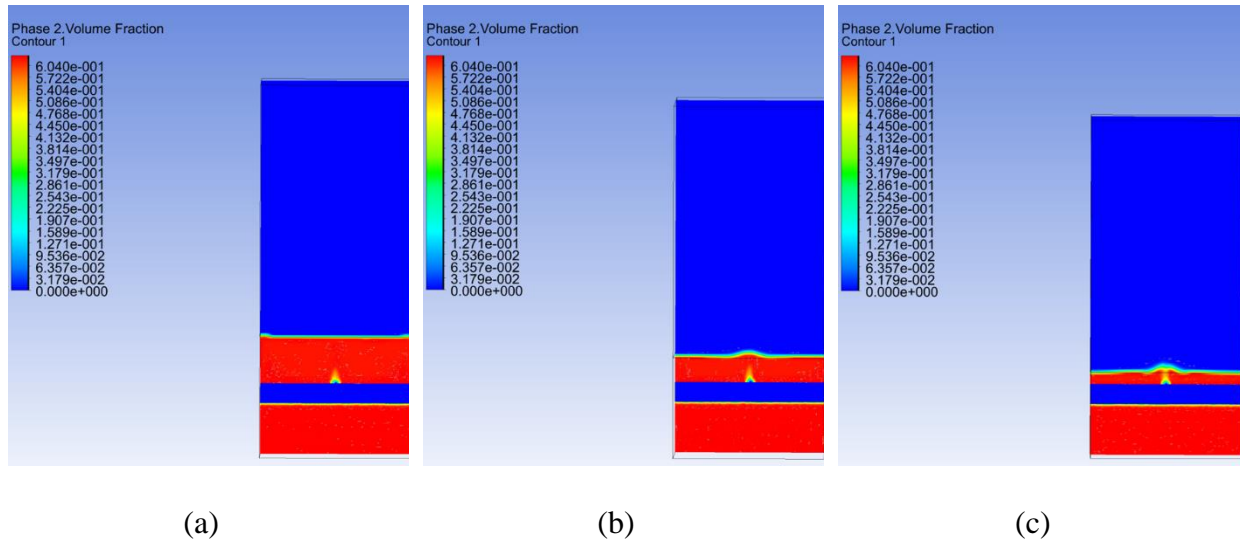 Phase 2.Volume Fraction
Contour 1
6.040e-001
5.722e-001
5.404e-001
5.086e-001
4.768e-001
4.450e-001
4.132e-001
3.814e-001
3.497e-001
3.179e-001
2.861e-001
2.543e-001
2.225e-001
1.907e-001
1.589e-001
1.271e-001
9.536e-002
6.357e-002
3.179e-002
0.000e+000
Phase 2.Volume Fraction
Contour 1
6.040e-001
5.722e-001
5.404e-001
5.086e-001
4.768e-001
4.450e-001
4.132e-001
3.814e-001
3.497e-001
3.179e-001
2.861e-001
2.543e-001
2.225e-001
1.907e-001
1.589e-001
1.271e-001
9.536e-002
6.357e-002
3.179e-002
0.000e+000
Phase 2.Volume Fraction
Contour 1
6.040e-001
5.722e-001
5.404e-001
5.086e-001
4.768e-001
4.450e-001
4.132e-001
3.814e-001
3.497e-001
3.179e-001
2.861e-001
2.543e-001
2.225e-001
1.907e-001
1.589e-001
1.271e-001
9.536e-002
6.357e-002
3.179e-002
0.000e+000
(a)
(b)
(c)